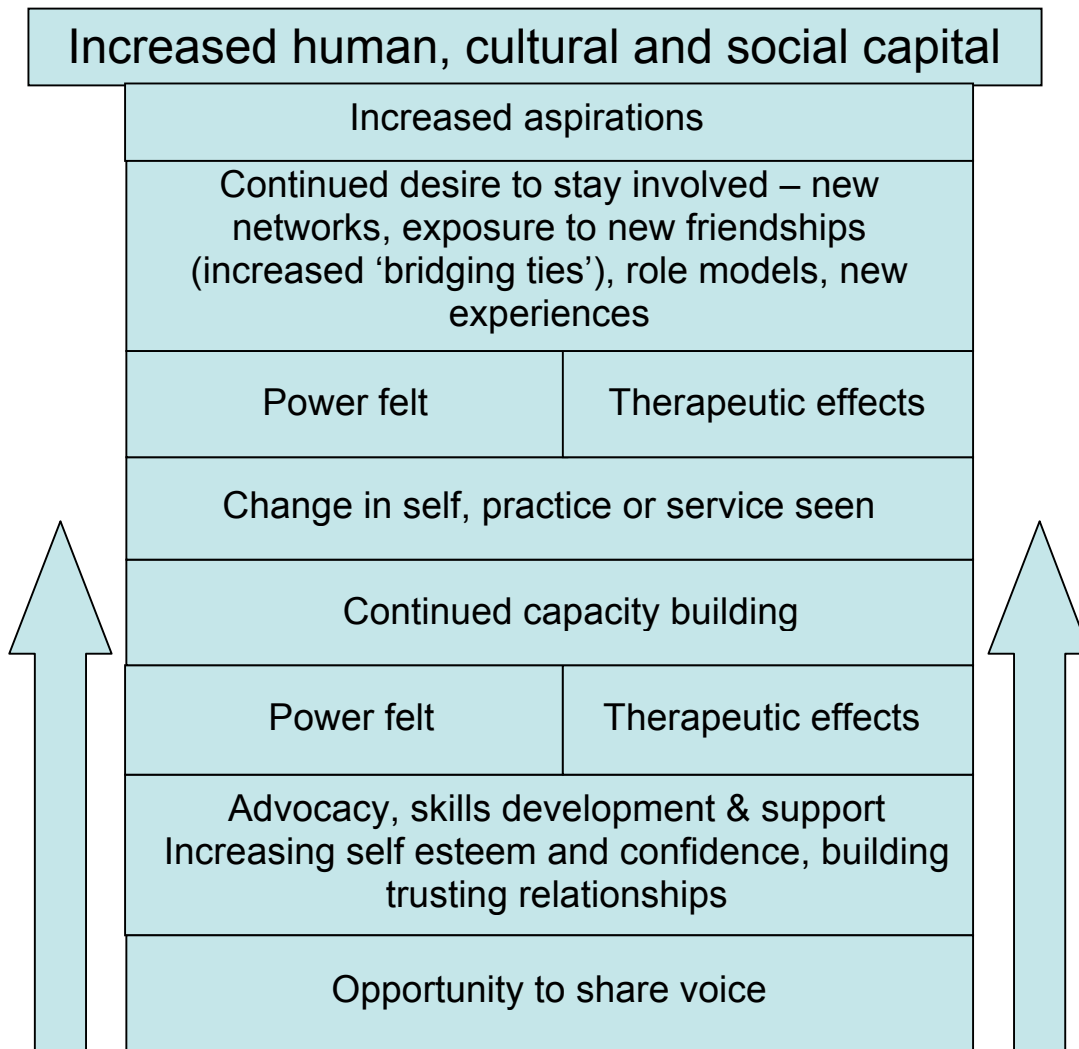 Increased human, cultural and social capital
Increased aspirations
Continued desire to stay involved – new
networks, exposure to new friendships
(increased ‘bridging ties’), role models, new
experiences
Power felt
Therapeutic effects
Change in self, practice or service seen
Continued capacity building
Power felt
Therapeutic effects
Advocacy, skills development & support
Increasing self esteem and confidence, building
trusting relationships
Opportunity to share voice